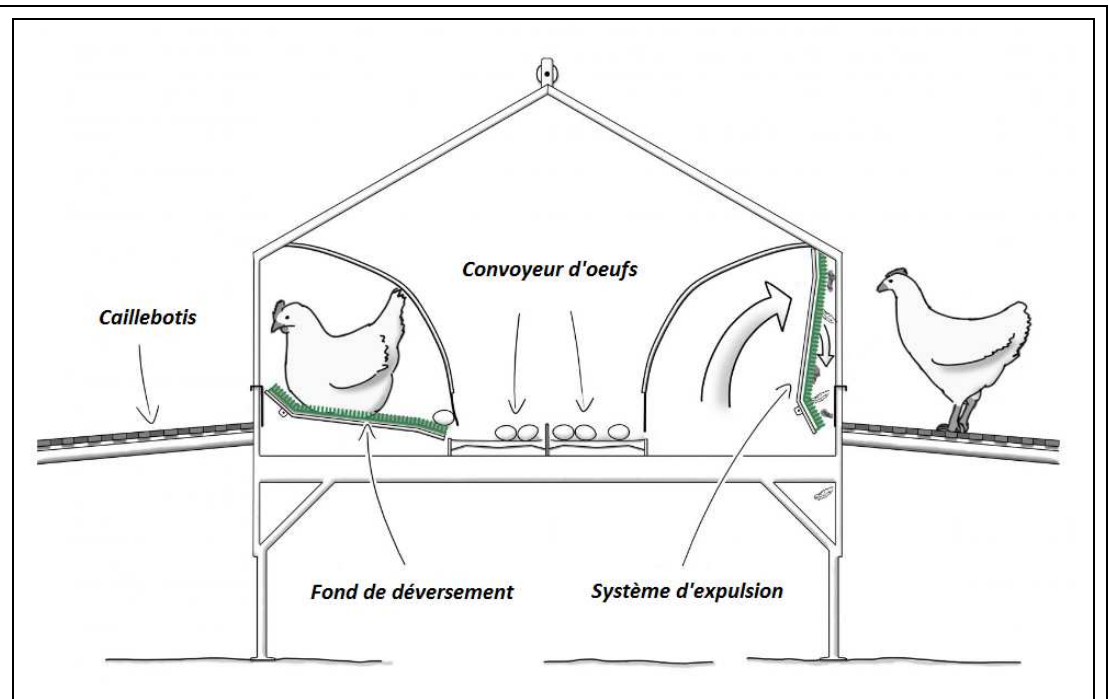 Convoyeur d'oeufs
Caillebotis
Fond de déversement
Système d'expulsion